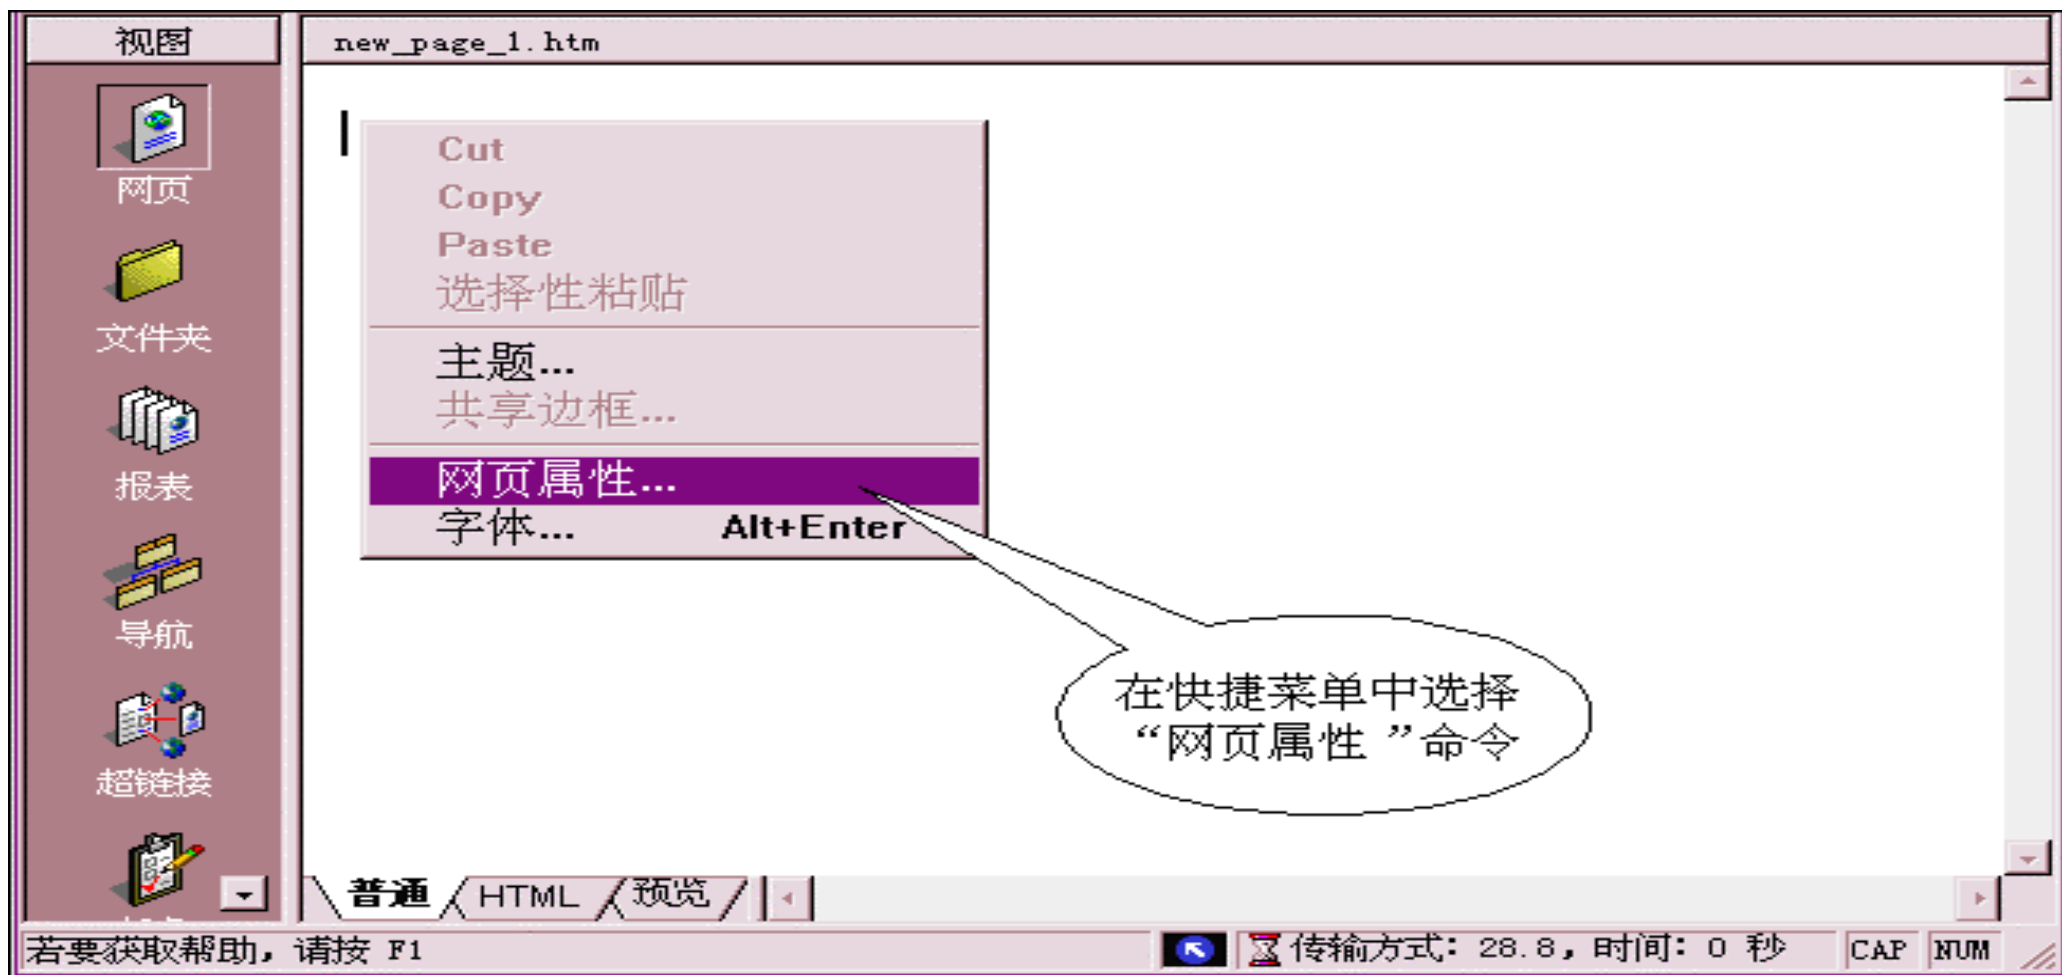 视图
new_page_1.htm
网页
文件夹
报表
导航
超链接
Cut
Copy
Paste
选择性粘贴
主题...
共享边框...
网页属性...
字体... Alt+Enter
在快捷菜单中选择
“网页属性 ”命令
普通 HTML 预览
若要获取帮助，请按 F1
传输方式：28.8，时间：0 秒 CAP NUM